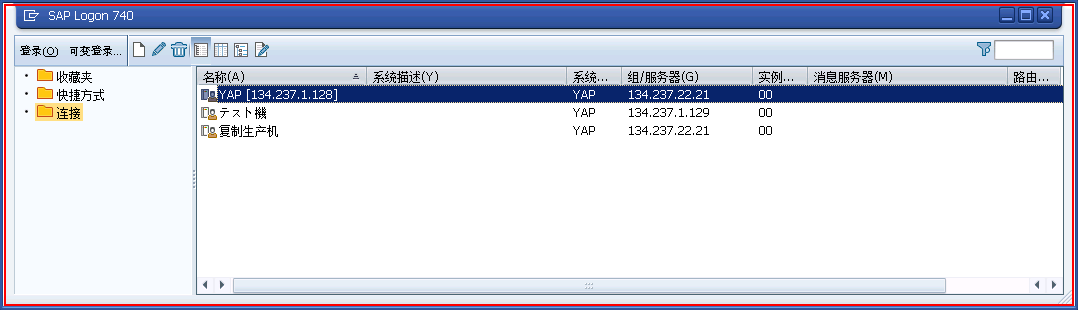 SAP Logon 740
登录(O) 可变登录...
收藏夹
快捷方式
连接
名称(A) 系统描述(Y) 系统... 组/服务器(G) 实例... 消息服务器(M) 路由...
YAP [134.237.1.128] YAP 134.237.22.21 00
テスト機 YAP 134.237.1.129 00
复制生产机 YAP 134.237.22.21 00